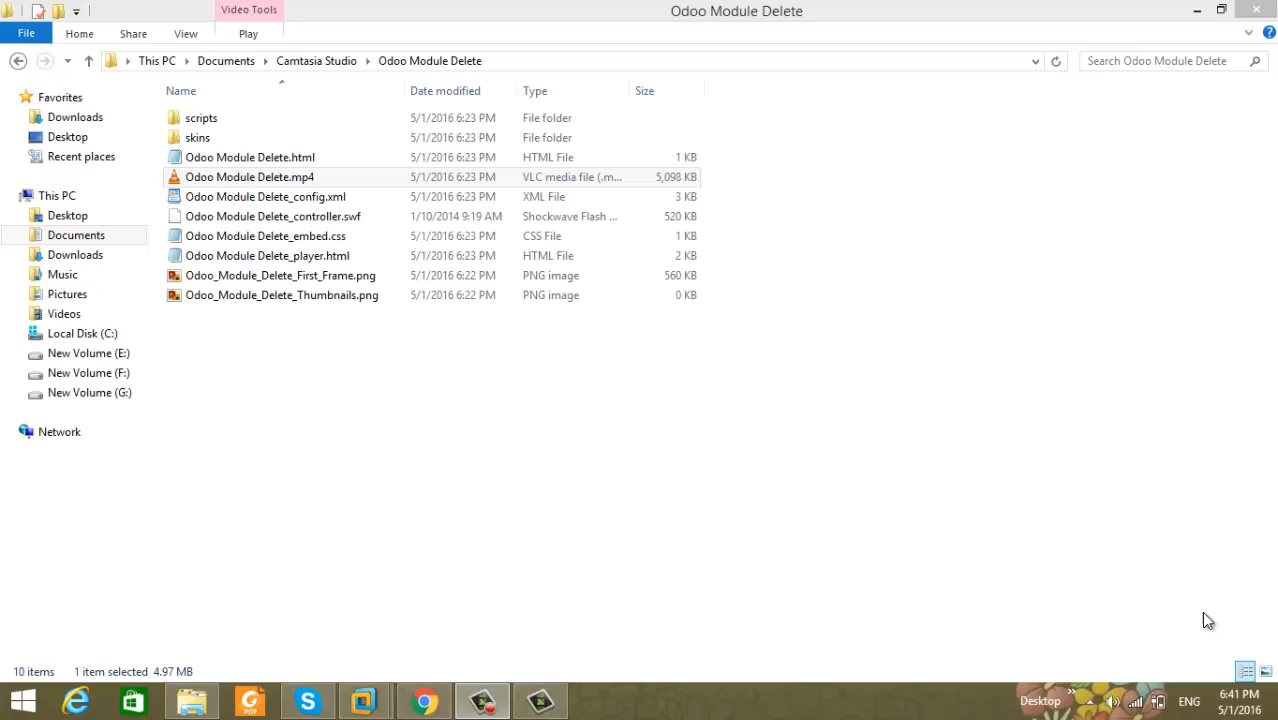 Video Tools
Odoo Module Delete
File Home Share View Play
This PC Documents Camtasia Studio Odoo Module Delete
Search Odoo Module Delete
Name Date modified Type Size
Favorites
Downloads
Desktop
Recent places
This PC
Desktop
Documents
Downloads
Music
Pictures
Videos
Local Disk (C:)
New Volume (E:)
New Volume (F:)
New Volume (G:)
Network
scripts 5/1/2016 6:23 PM File folder
skins 5/1/2016 6:23 PM File folder
Odoo Module Delete.html 5/1/2016 6:23 PM HTML File 1 KB
Odoo Module Delete.mp4 5/1/2016 6:23 PM VLC media file (.m... 5,098 KB
Odoo Module Delete_config.xml 5/1/2016 6:23 PM XML File 3 KB
Odoo Module Delete_controller.swf 1/10/2014 9:19 AM Shockwave Flash ... 520 KB
Odoo Module Delete_embed.css 5/1/2016 6:23 PM CSS File 1 KB
Odoo Module Delete_player.html 5/1/2016 6:23 PM HTML File 2 KB
Odoo_Module_Delete_First_Frame.png 5/1/2016 6:22 PM PNG image 560 KB
Odoo_Module_Delete_Thumbnails.png 5/1/2016 6:22 PM PNG image 0 KB
10 items 1 item selected 4.97 MB
PDF
Desktop ENG 6:41 PM
5/1/2016